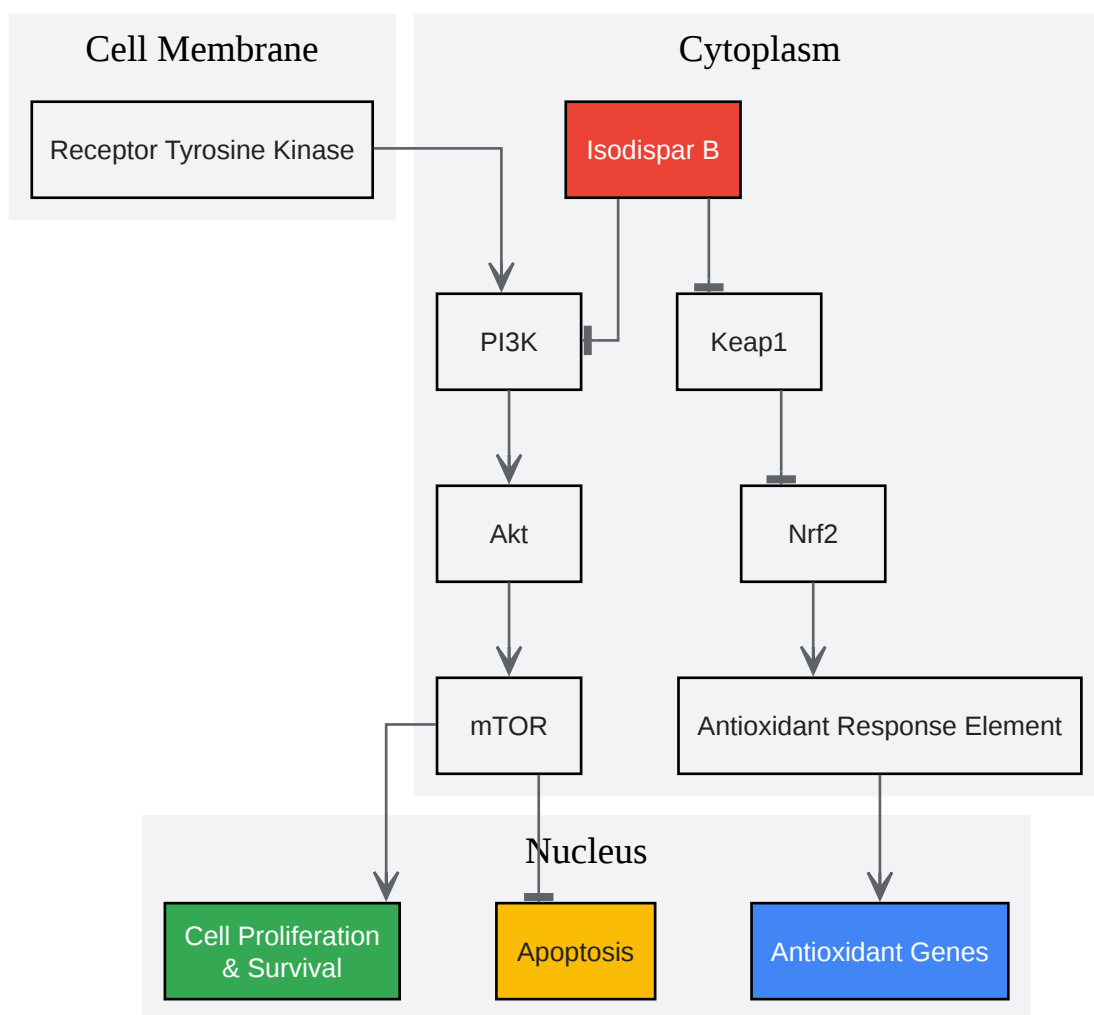 Cell Membrane
Cytoplasm
Receptor Tyrosine Kinase
Isodispar B
PI3K
Keap1
Akt
Nrf2
mTOR
Antioxidant Response Element
Nucleus
Cell Proliferation
& Survival
Apoptosis
Antioxidant Genes